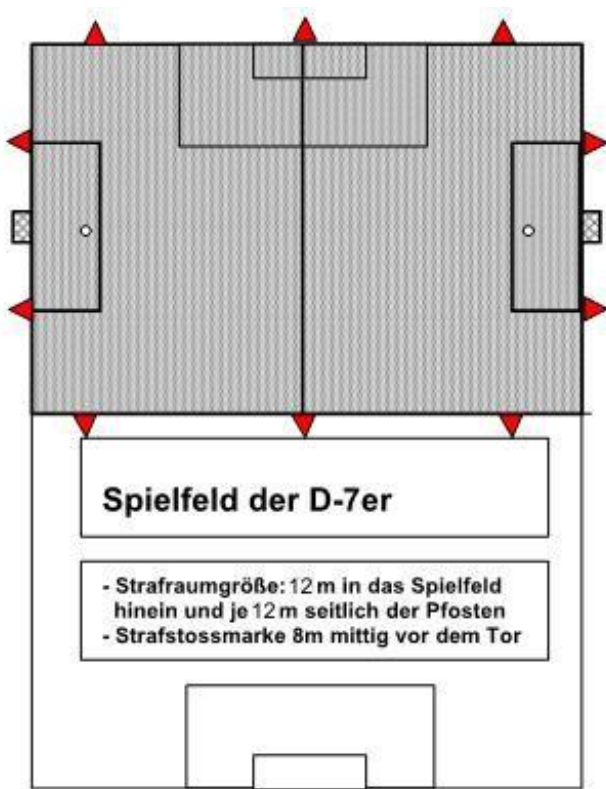 Spielfeld der D-7er
- Strafraumgröße: 12 m in das Spielfeld
hinein und je 12 m seitlich der Pfosten
- Strafstossmarke 8m mittig vor dem Tor